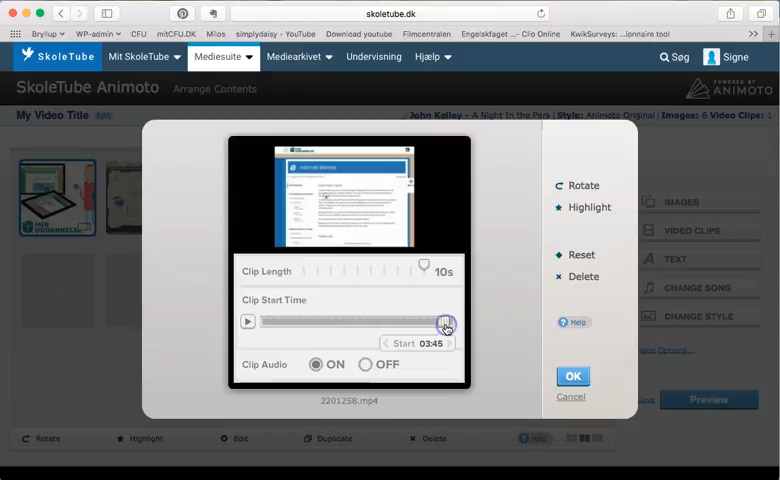 skoletube.dk
Bryllup WP-admin CFU mitCFU.DK Milos simplydaisy - YouTube Download youtube Filmcentralen Engelskfaget ...– Clio Online KwikSurveys: ...ionnaire tool
SkoleTube Mit SkoleTube Mediesuite Mediearkivet Undervisning Hjælp Søg Signe
SkoleTube Animoto Arrange Contents POWERED BY ANIMOTO
My Video Title Edit John Kelley - A Night In the Park | Style: Animoto Original | Images: 6 Video Clips: 1
MIN UDDANNELSE
Rotate
Highlight
Reset
Delete
Help
OK
Cancel
Clip Length 10s
Clip Start Time
Start 03:45
Clip Audio ON OFF
2201258.mp4
IMAGES
VIDEO CLIPS
TEXT
CHANGE SONG
CHANGE STYLE
Video Options...
Preview
Rotate Highlight Edit Duplicate Delete Help